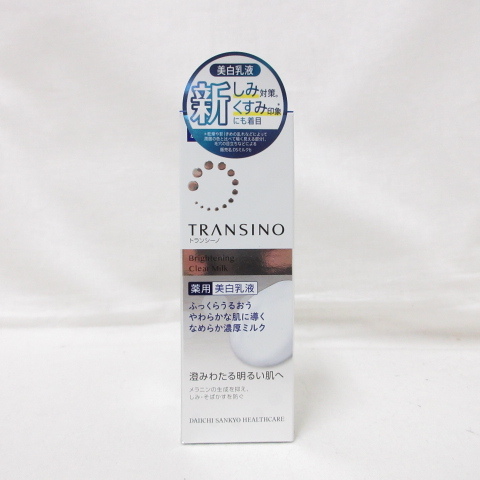 美白乳液
新しみ対策。
くすみ*印象
にも着目
TRANSINO
トランシーノ
Brightening
Clear Milk
薬用 美白乳液
ふっくらうるおう
やわらかな肌に導く
なめらか濃厚ミルク
澄みわたる明るい肌へ
メラニンの生成を抑え、
しみ・そばかすを防ぐ
DAIICHI SANKYO HEALTHCARE